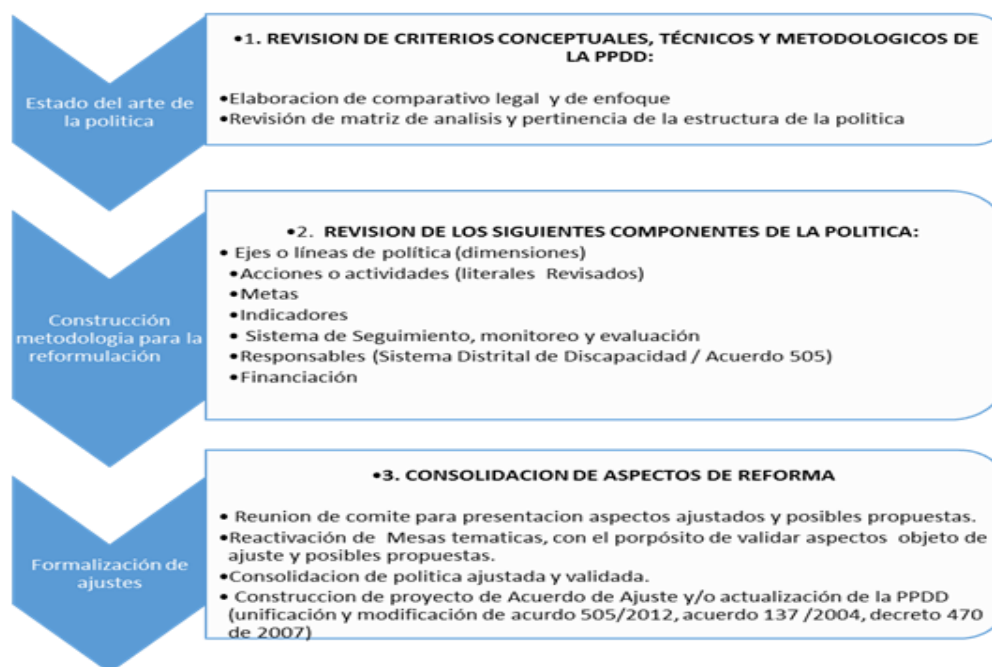 Estado del arte de
la politica
•1. REVISION DE CRITERIOS CONCEPTUALES, TÉCNICOS Y METODOLOGICOS DE
LA PPDD:
•Elaboracion de comparativo legal y de enfoque
•Revisión de matriz de analisis y pertinencia de la estructura de la politica
Construcción
metodologia para la
reformulación
•2. REVISION DE LOS SIGUIENTES COMPONENTES DE LA POLITICA:
• Ejes o líneas de política (dimensiones)
•Acciones o actividades (literales Revisados)
•Metas
•Indicadores
• Sistema de Seguimiento, monitoreo y evaluación
•Responsables (Sistema Distrital de Discapacidad / Acuerdo 505)
•Financiación
Formalización de
ajustes
•3. CONSOLIDACION DE ASPECTOS DE REFORMA
• Reunion de comite para presentacion aspectos ajustados y posibles propuestas.
•Reactivación de Mesas tematicas, con el porpósito de validar aspectos objeto de
ajuste y posibles propuestas.
•Consolidacion de politica ajustada y validada.
• Construccion de proyecto de Acuerdo de Ajuste y/o actualización de la PPDD
(unificación y modificación de acurdo 505/2012, acuerdo 137 /2004, decreto 470
de 2007)